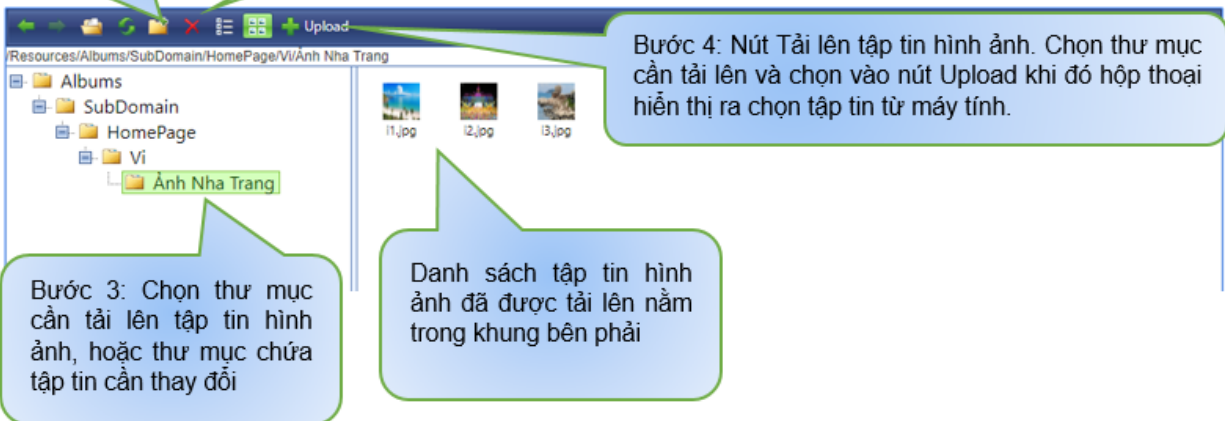 Upload
/Resources/Albums/SubDomain/HomePage/Vi/Ảnh Nha Trang
Albums
SubDomain
HomePage
Vi
Ảnh Nha Trang
i1.jpg
i2.jpg
i3.jpg
Bước 4: Nút Tải lên tập tin hình ảnh. Chọn thư mục
cần tải lên và chọn vào nút Upload khi đó hộp thoại
hiển thị ra chọn tập tin từ máy tính.
Bước 3: Chọn thư mục
cần tải lên tập tin hình
ảnh, hoặc thư mục chứa
tập tin cần thay đổi
Danh sách tập tin hình
ảnh đã được tải lên nằm
trong khung bên phải